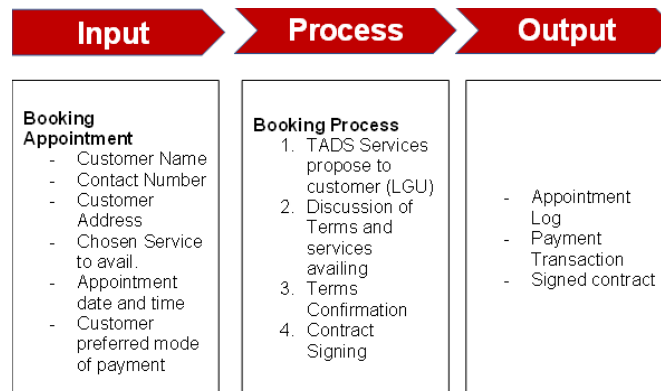 Input
Process
Output
Booking
Appointment
- Customer Name
- Contact Number
- Customer
Address
- Chosen Service
to avail.
- Appointment
date and time
- Customer
preferred mode
of payment
Booking Process
1. TADS Services
propose to
customer (LGU)
2. Discussion of
Terms and
services
availing
3. Terms
Confirmation
4. Contract
Signing
- Appointment
Log
- Payment
Transaction
- Signed contract